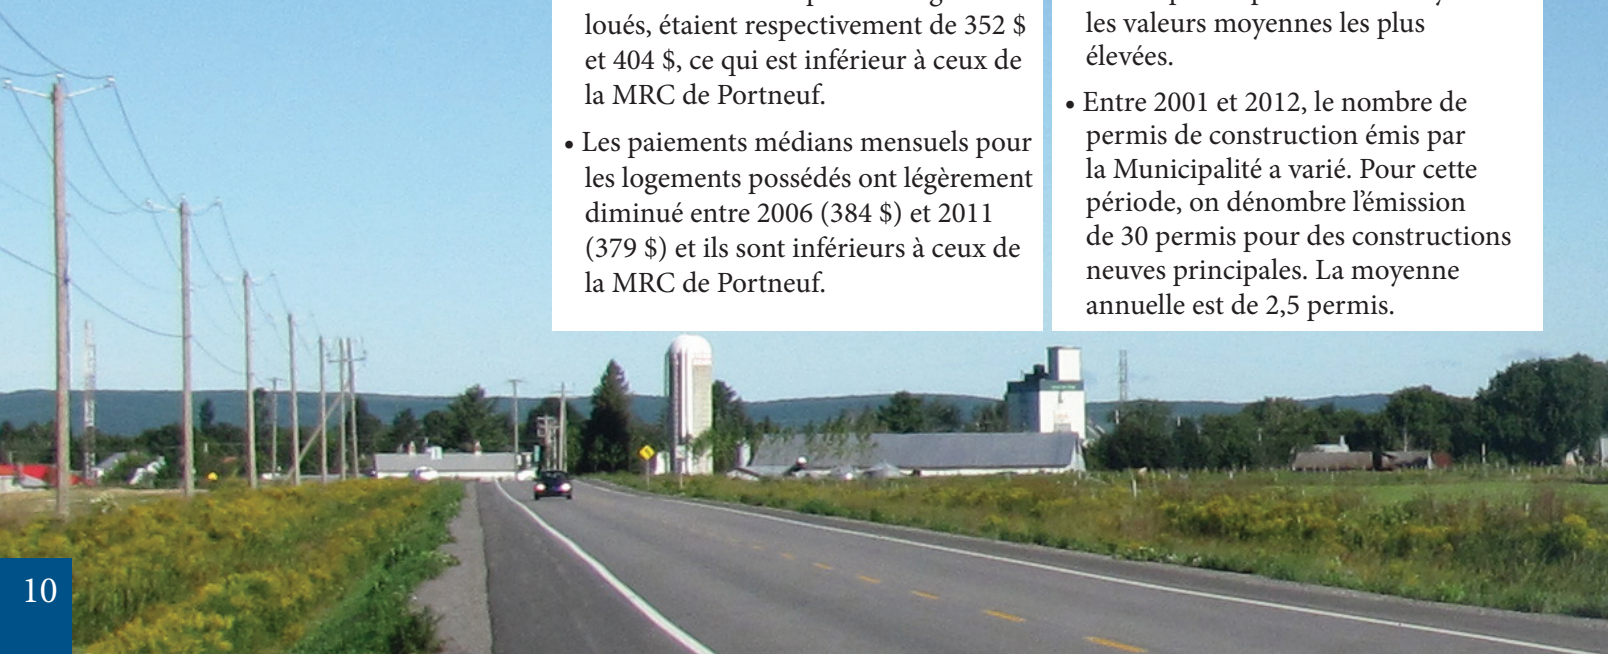 loués, étaient respectivement de 352 $
et 404 $, ce qui est inférieur à ceux de
la MRC de Portneuf.
• Les paiements médians mensuels pour
les logements possédés ont légèrement
diminué entre 2006 (384 $) et 2011
(379 $) et ils sont inférieurs à ceux de
la MRC de Portneuf.
les valeurs moyennes les plus
élevées.
• Entre 2001 et 2012, le nombre de
permis de construction émis par
la Municipalité a varié. Pour cette
période, on dénombre l’émission
de 30 permis pour des constructions
neuves principales. La moyenne
annuelle est de 2,5 permis.
10